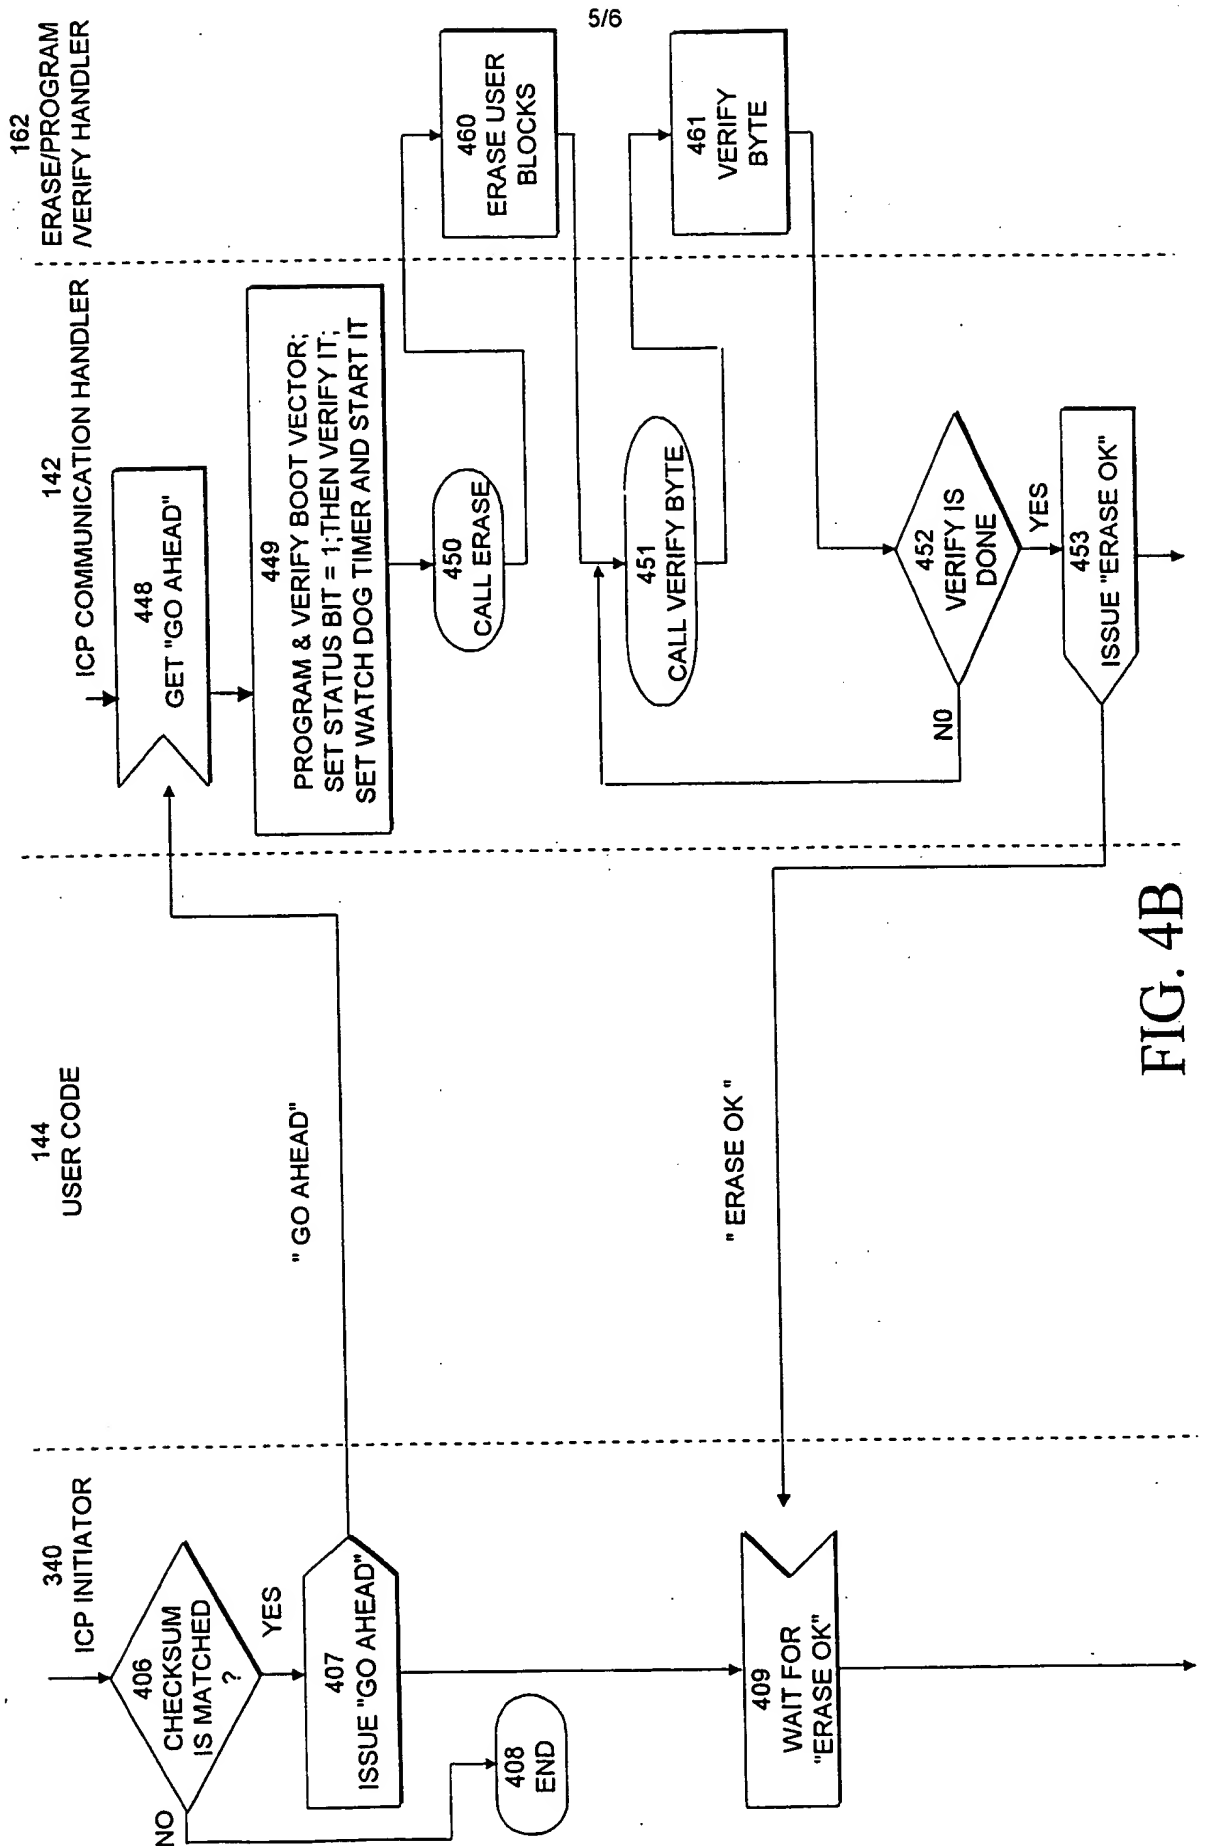 5/6
340
ICP INITIATOR
144
USER CODE
142
ICP COMMUNICATION HANDLER
162
ERASE/PROGRAM
/VERIFY HANDLER
406
CHECKSUM
IS MATCHED
?
NO
YES
407
ISSUE "GO AHEAD"
408
END
" GO AHEAD"
448
GET "GO AHEAD"
449
PROGRAM & VERIFY BOOT VECTOR;
SET STATUS BIT = 1;THEN VERIFY IT;
SET WATCH DOG TIMER AND START IT
450
CALL ERASE
460
ERASE USER
BLOCKS
451
CALL VERIFY BYTE
461
VERIFY
BYTE
452
VERIFY IS
DONE
NO
YES
453
ISSUE "ERASE OK"
" ERASE OK "
409
WAIT FOR
"ERASE OK"
FIG. 4B